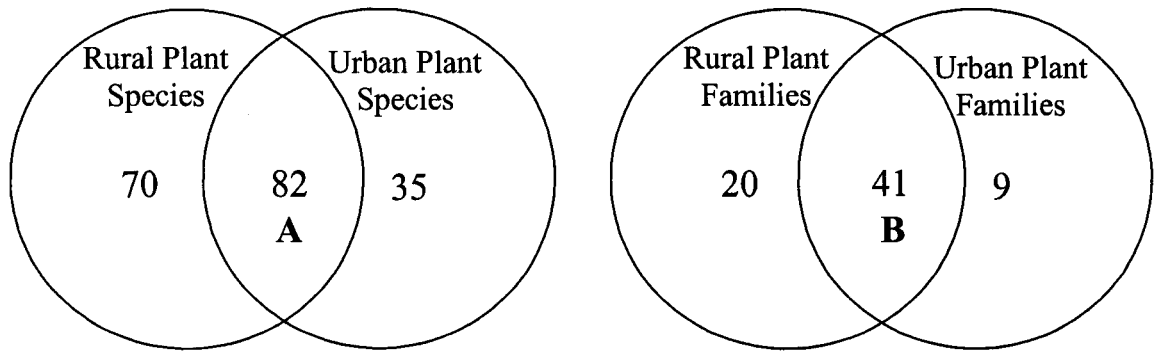 Rural Plant
Species
Urban Plant
Species
70
82
35
A
Rural Plant
Families
Urban Plant
Families
20
41
9
B